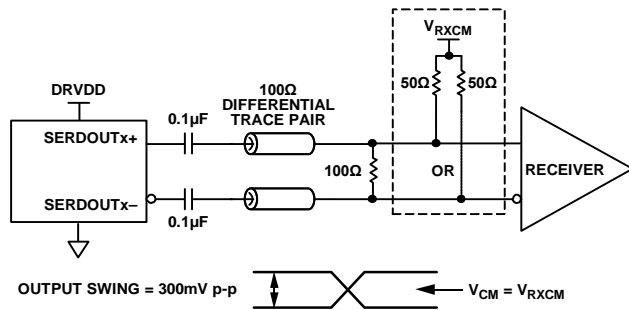 V_RXCM
DRVDD
100Ω
DIFFERENTIAL
TRACE PAIR
50Ω
50Ω
0.1µF
SERDOUTx+
100Ω
OR
RECEIVER
SERDOUTx–
0.1µF
OUTPUT SWING = 300mV p-p
V_CM = V_RXCM